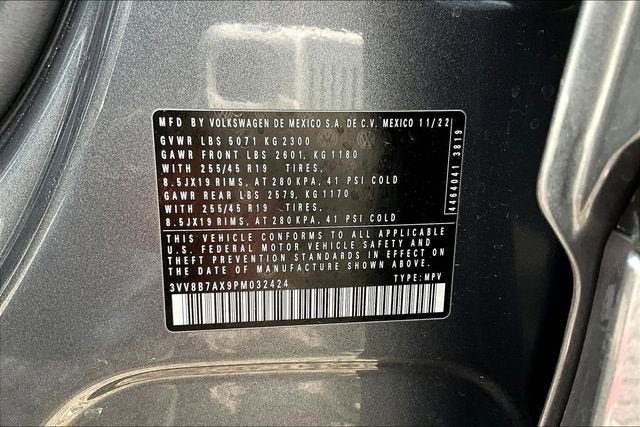 MFD BY VOLKSWAGEN DE MEXICO S.A. DE C.V. MEXICO 11/22
GVWR LBS 5071 KG 2300
GAWR FRONT LBS 2601, KG 1180
WITH 255/45 R19 TIRES,
8.5JX19 RIMS, AT 280 KPA, 41 PSI COLD
GAWR REAR LBS 2579, KG 1170
WITH 255/45 R19 TIRES,
8.5JX19 RIMS, AT 280 KPA, 41 PSI COLD
THIS VEHICLE CONFORMS TO ALL APPLICABLE
U.S. FEDERAL MOTOR VEHICLE SAFETY AND
THEFT PREVENTION STANDARDS IN EFFECT ON
THE DATE OF MANUFACTURE SHOWN ABOVE.
3VV8B7AX9PM032424 TYPE: MPV
4464041 3819